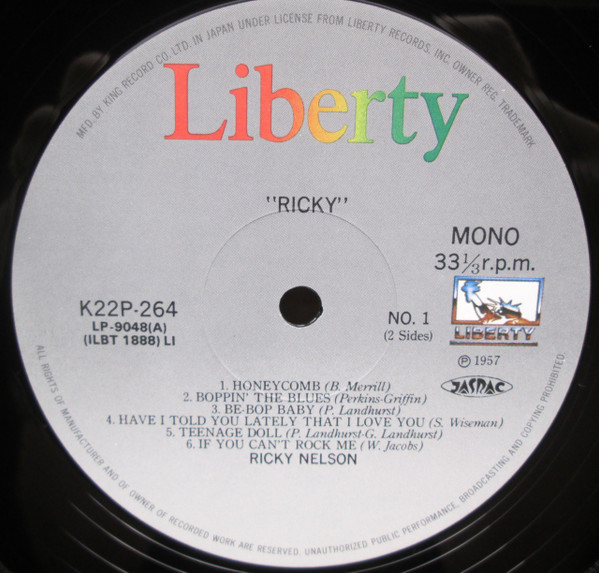 MFD. BY KING RECORD CO. LTD. IN JAPAN UNDER LICENSE FROM LIBERTY RECORDS, INC. OWNER REG. TRADEMARK
Liberty
"RICKY"
MONO
33⅓r.p.m.
K22P-264
LP-9048(A)
(ILBT 1888) LI
NO. 1
(2 Sides)
LIBERTY
℗ 1957
JASRAC
1. HONEYCOMB (B. Merrill)
2. BOPPIN' THE BLUES (Perkins-Griffin)
3. BE-BOP BABY (P. Landhurst)
4. HAVE I TOLD YOU LATELY THAT I LOVE YOU (S. Wiseman)
5. TEENAGE DOLL (P. Landhurst-G. Landhurst)
6. IF YOU CAN'T ROCK ME (W. Jacobs)
RICKY NELSON
ALL RIGHTS OF MANUFACTURER AND OF OWNER OF RECORDED WORK ARE RESERVED. UNAUTHORIZED PUBLIC PERFORMANCE, BROADCASTING AND COPYING PROHIBITED.